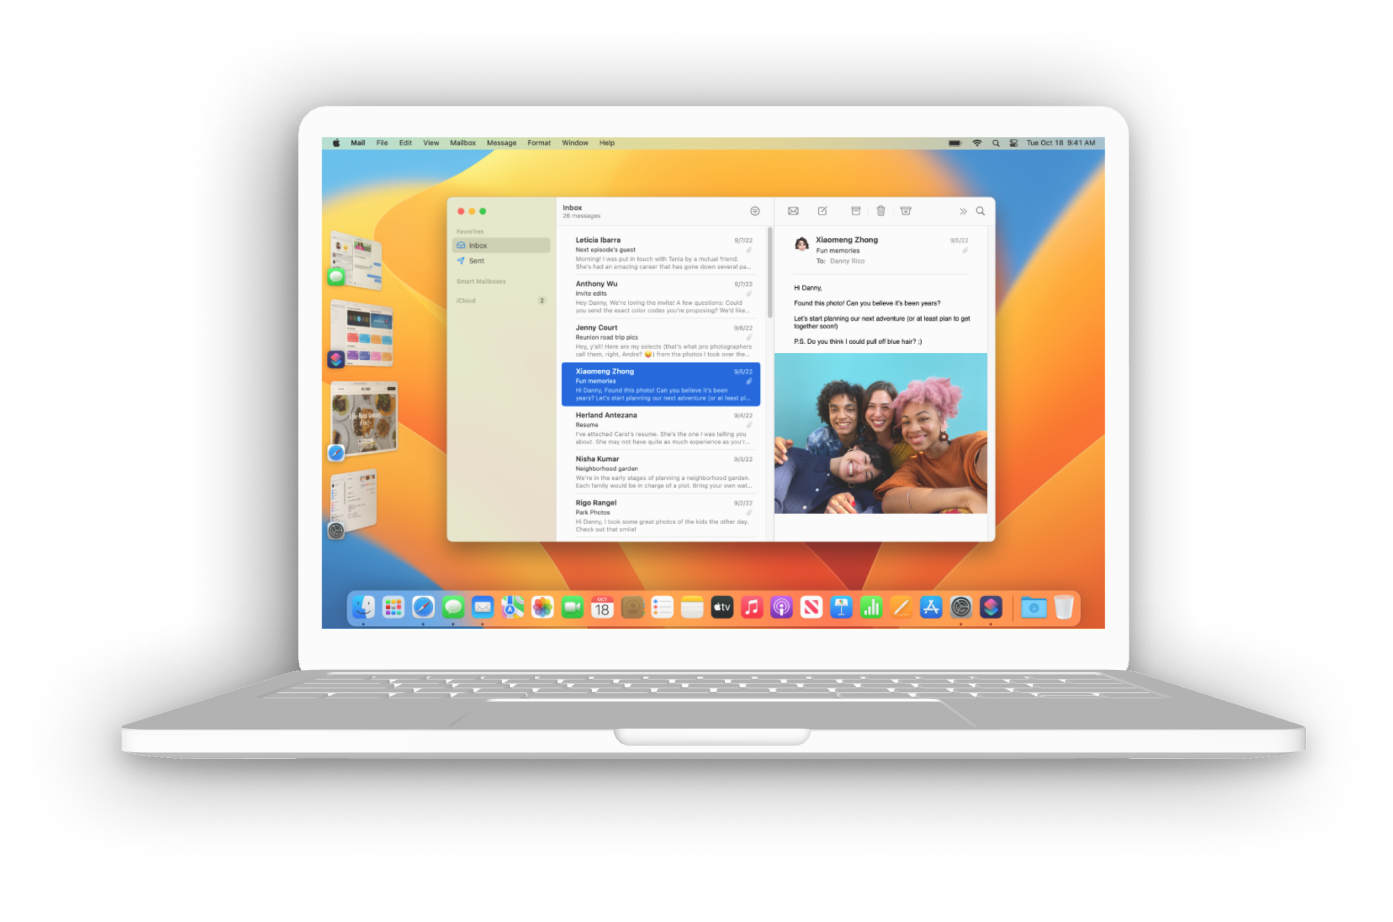 Mail File Edit View Mailbox Message Format Window Help
Tue Oct 18 9:41 AM
Favorites
Inbox
Sent
Smart Mailboxes
iCloud 2
Inbox
28 messages
Leticia Ibarra 9/7/22
Next episode's guest
Morning! I was put in touch with Tania by a mutual friend.
She's had an amazing career that has gone down several pa...
Anthony Wu 9/7/22
Invite edits
Hey Danny, We're loving the invite! A few questions: Could
you send the exact color codes you're proposing? We'd like...
Jenny Court 9/6/22
Reunion road trip pics
Hey, y'all! Here are my selects (that's what pro photographers
call them, right, Andre? 😜) from the photos I took over the...
Xiaomeng Zhong 9/5/22
Fun memories
Hi Danny, Found this photo! Can you believe it's been
years? Let's start planning our next adventure (or at least pl...
Herland Antezana 9/4/22
Resume
I've attached Carol's resume. She's the one I was telling you
about. She may not have quite as much experience as you'r...
Nisha Kumar 9/3/22
Neighborhood garden
We're in the early stages of planning a neighborhood garden.
Each family would be in charge of a plot. Bring your own wat...
Rigo Rangel 9/2/22
Park Photos
Hi Danny, I took some great photos of the kids the other day.
Check out that smile!
Xiaomeng Zhong 9/5/22
Fun memories
To: Danny Rico
Hi Danny,
Found this photo! Can you believe it's been years?
Let's start planning our next adventure (or at least plan to get
together soon!)
P.S. Do you think I could pull off blue hair? :)
OCT
18
tv